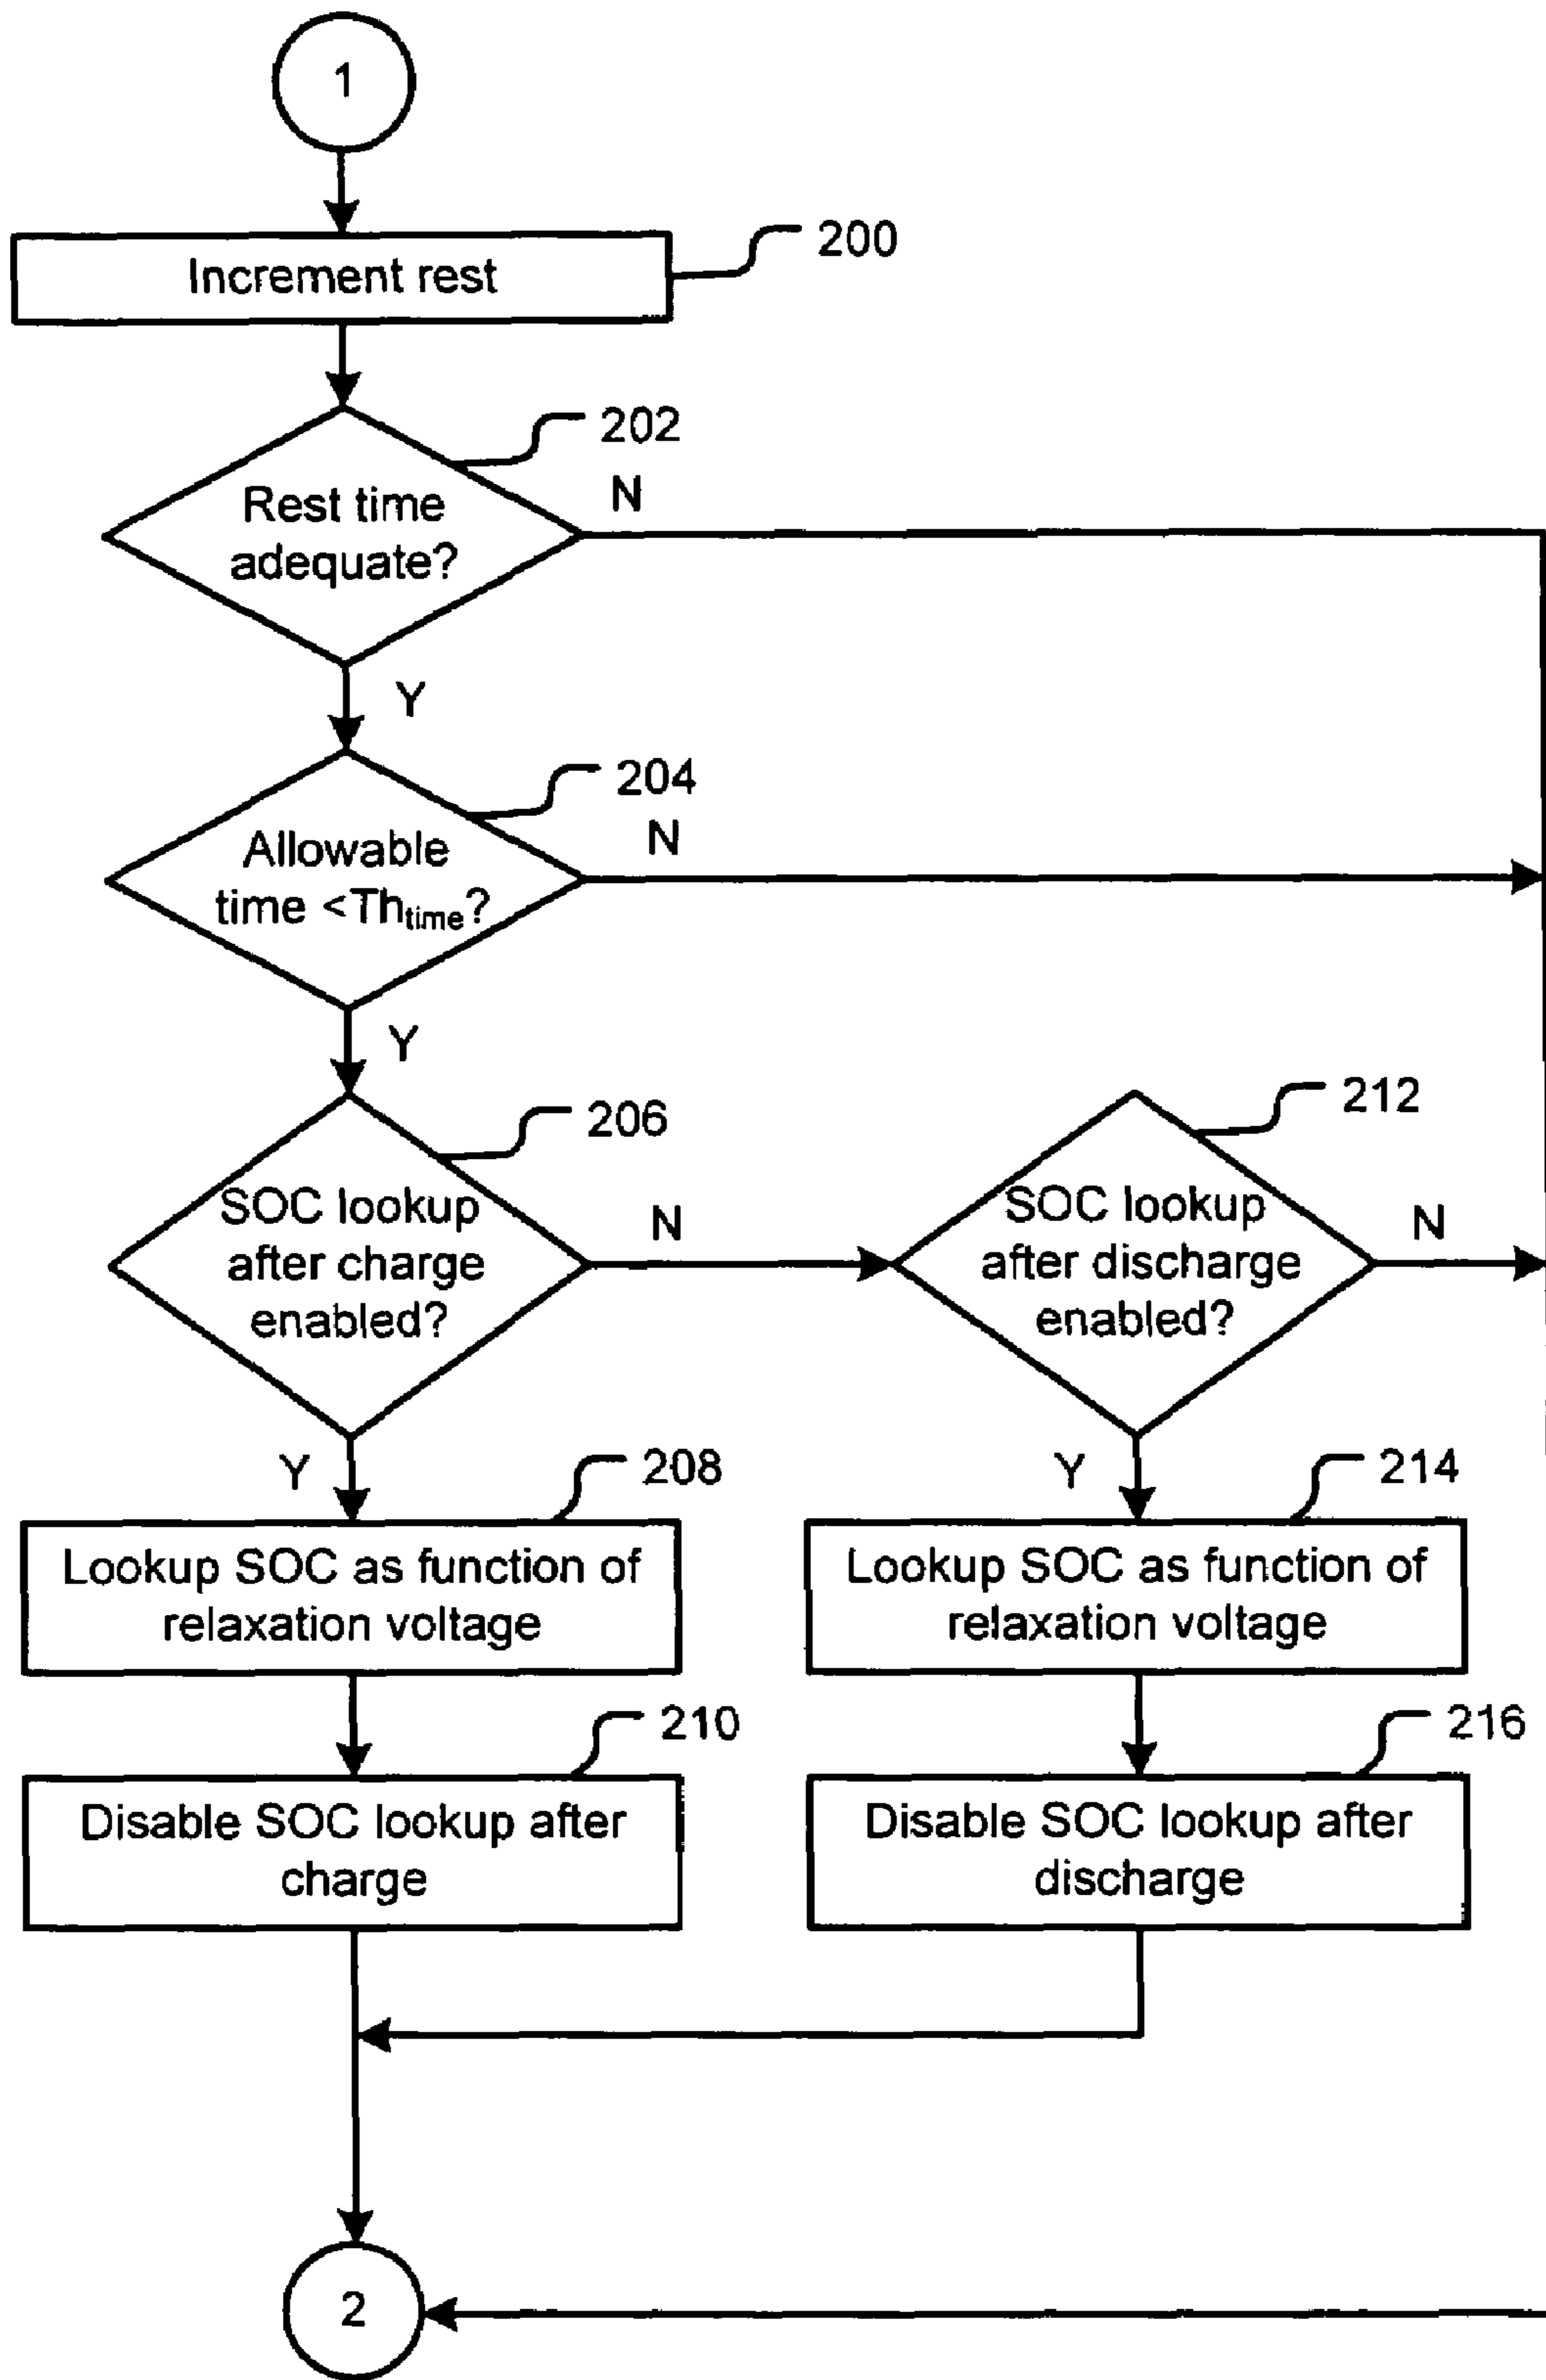 1
200
Increment rest
202
N
Rest time
adequate?
Y
204
N
Allowable
time <Th_time?
Y
206
212
SOC lookup
after charge
enabled?
N
SOC lookup
after discharge
enabled?
N
Y
208
Y
214
Lookup SOC as function of
relaxation voltage
Lookup SOC as function of
relaxation voltage
210
216
Disable SOC lookup after
charge
Disable SOC lookup after
discharge
2